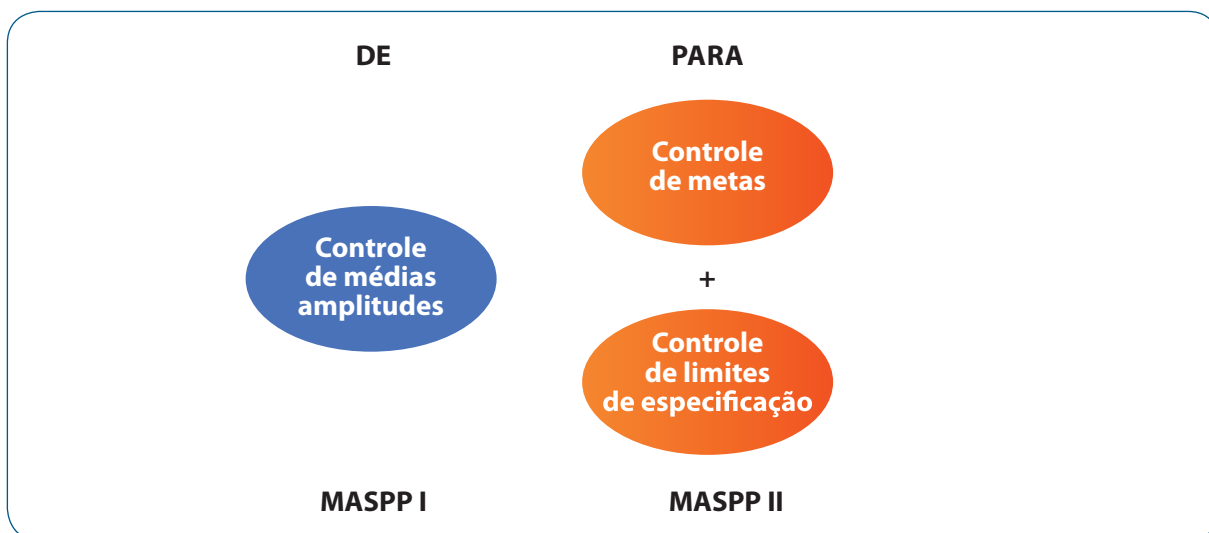 DE
PARA
Controle
de metas
Controle
de médias
amplitudes
+
Controle
de limites
de especificação
MASPP I
MASPP II